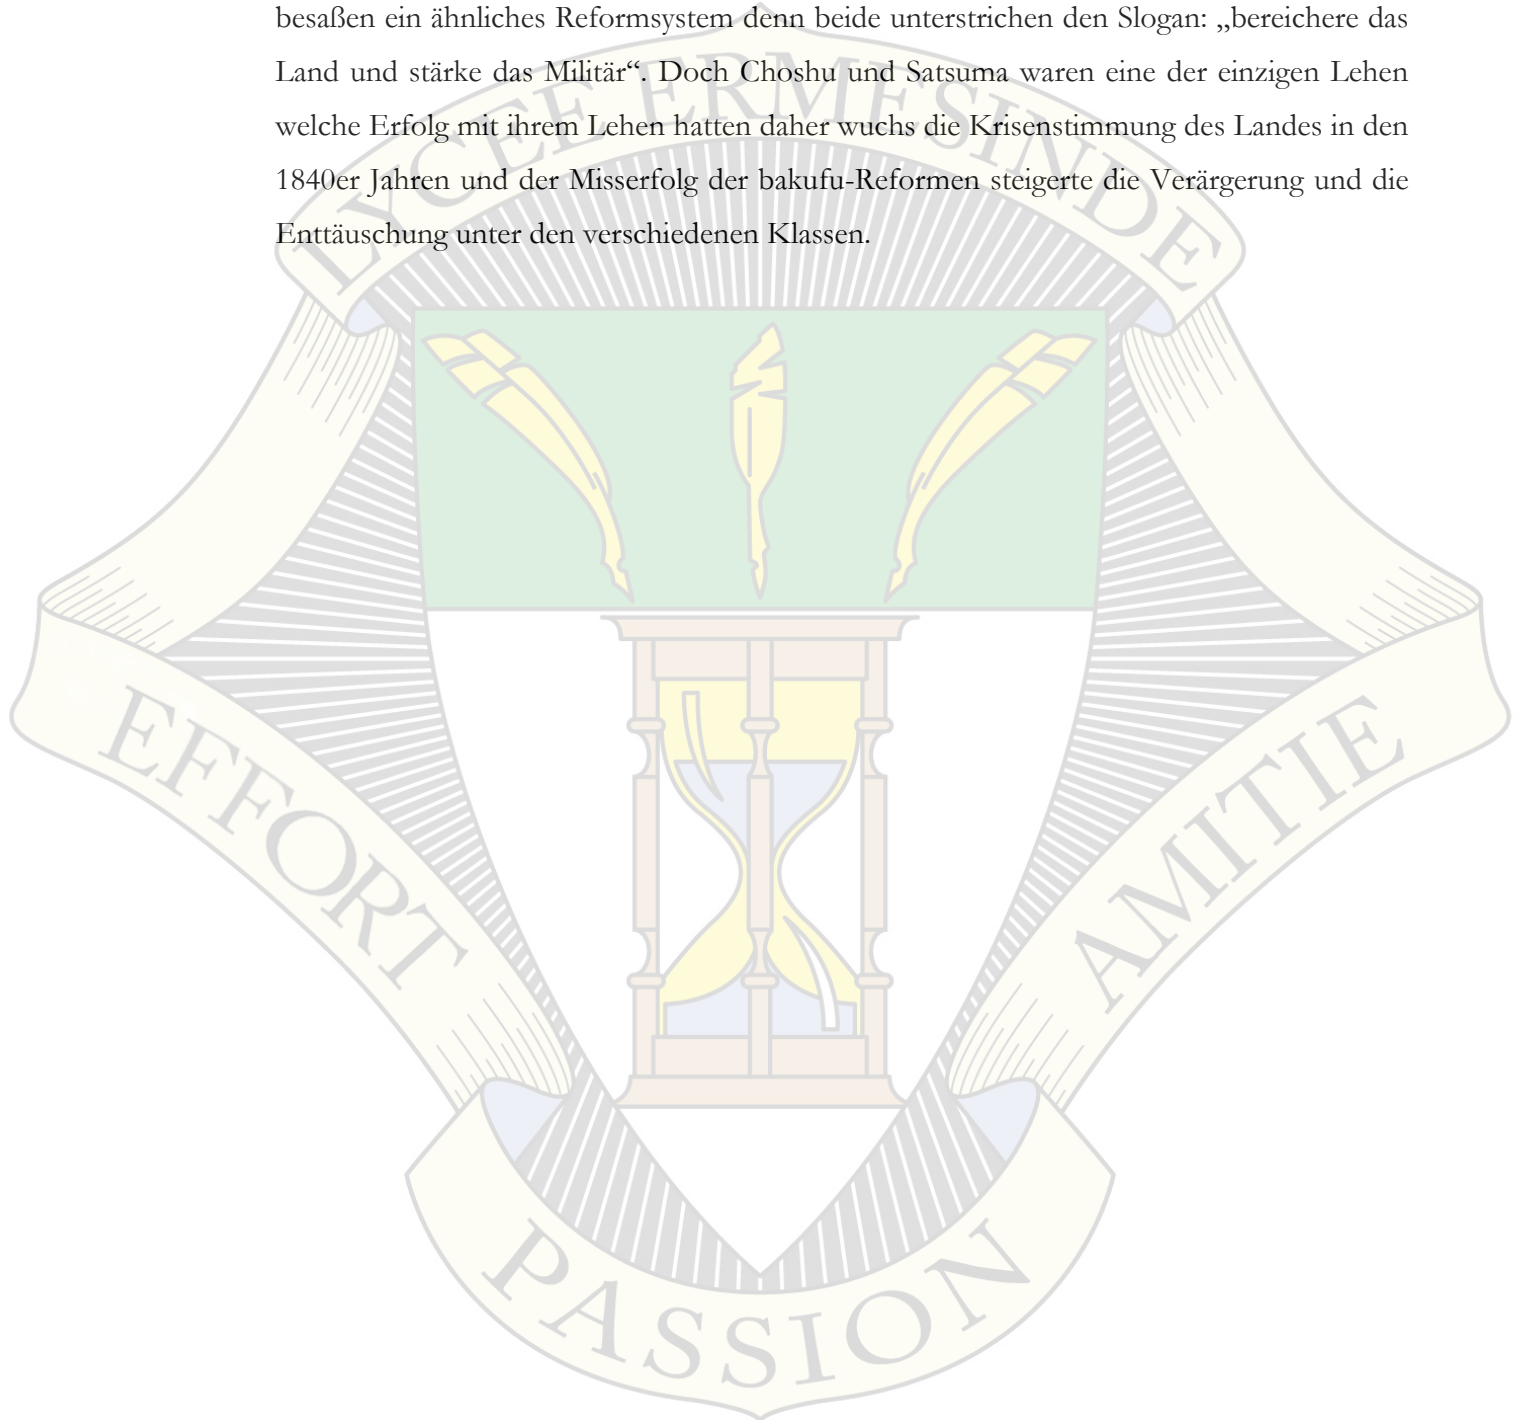 besaßen ein ähnliches Reformsystem denn beide unterstrichen den Slogan: „bereichere das
Land und stärke das Militär“. Doch Choshu und Satsuma waren eine der einzigen Lehen
welche Erfolg mit ihrem Lehen hatten daher wuchs die Krisenstimmung des Landes in den
1840er Jahren und der Misserfolg der bakufu-Reformen steigerte die Verärgerung und die
Enttäuschung unter den verschiedenen Klassen.
LYCEE ERMESINDE
EFFORT
AMITIE
PASSION